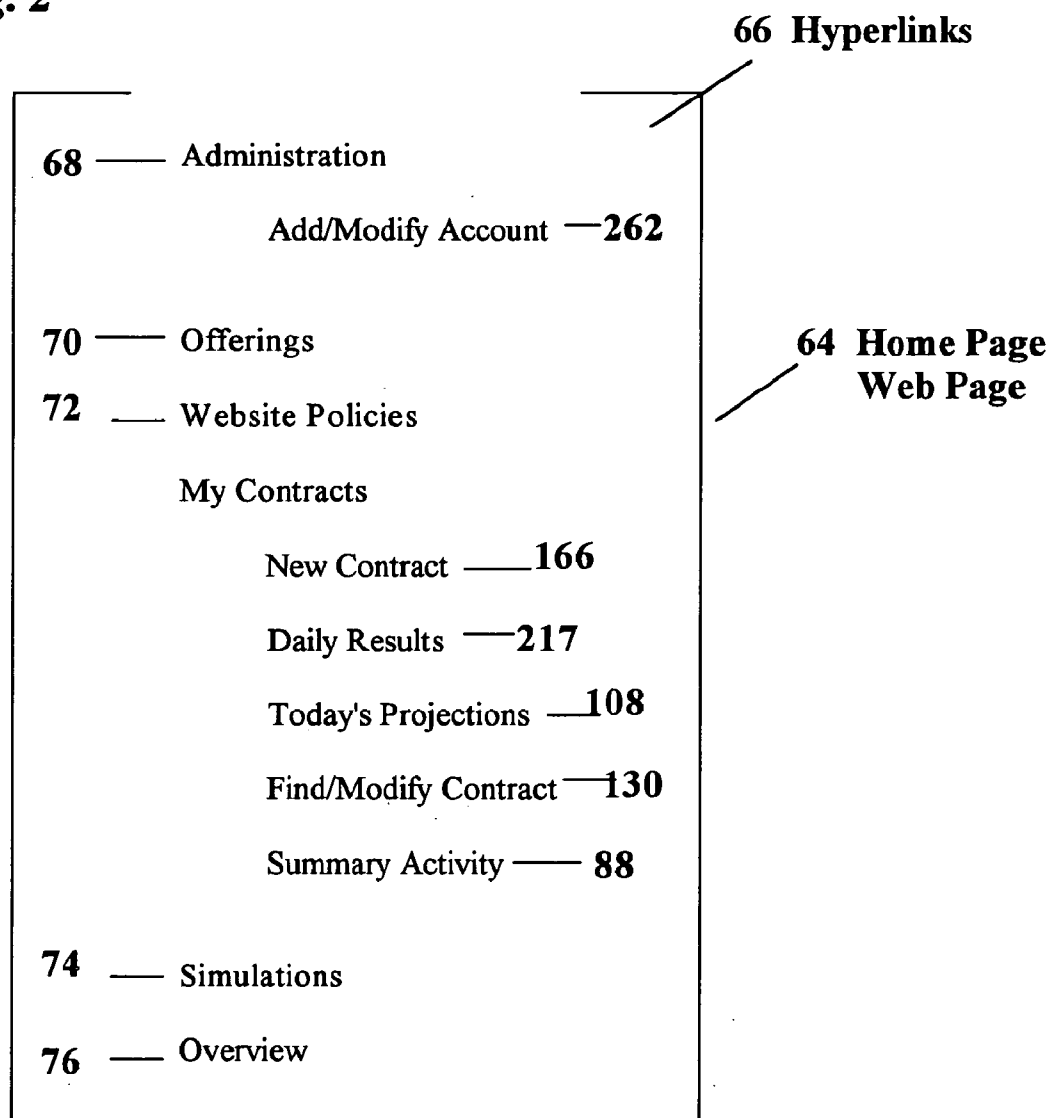 66 Hyperlinks
68 Administration
Add/Modify Account 262
70 Offerings
64 Home Page
Web Page
72 Website Policies
My Contracts
New Contract 166
Daily Results 217
Today's Projections 108
Find/Modify Contract 130
Summary Activity 88
74 Simulations
76 Overview